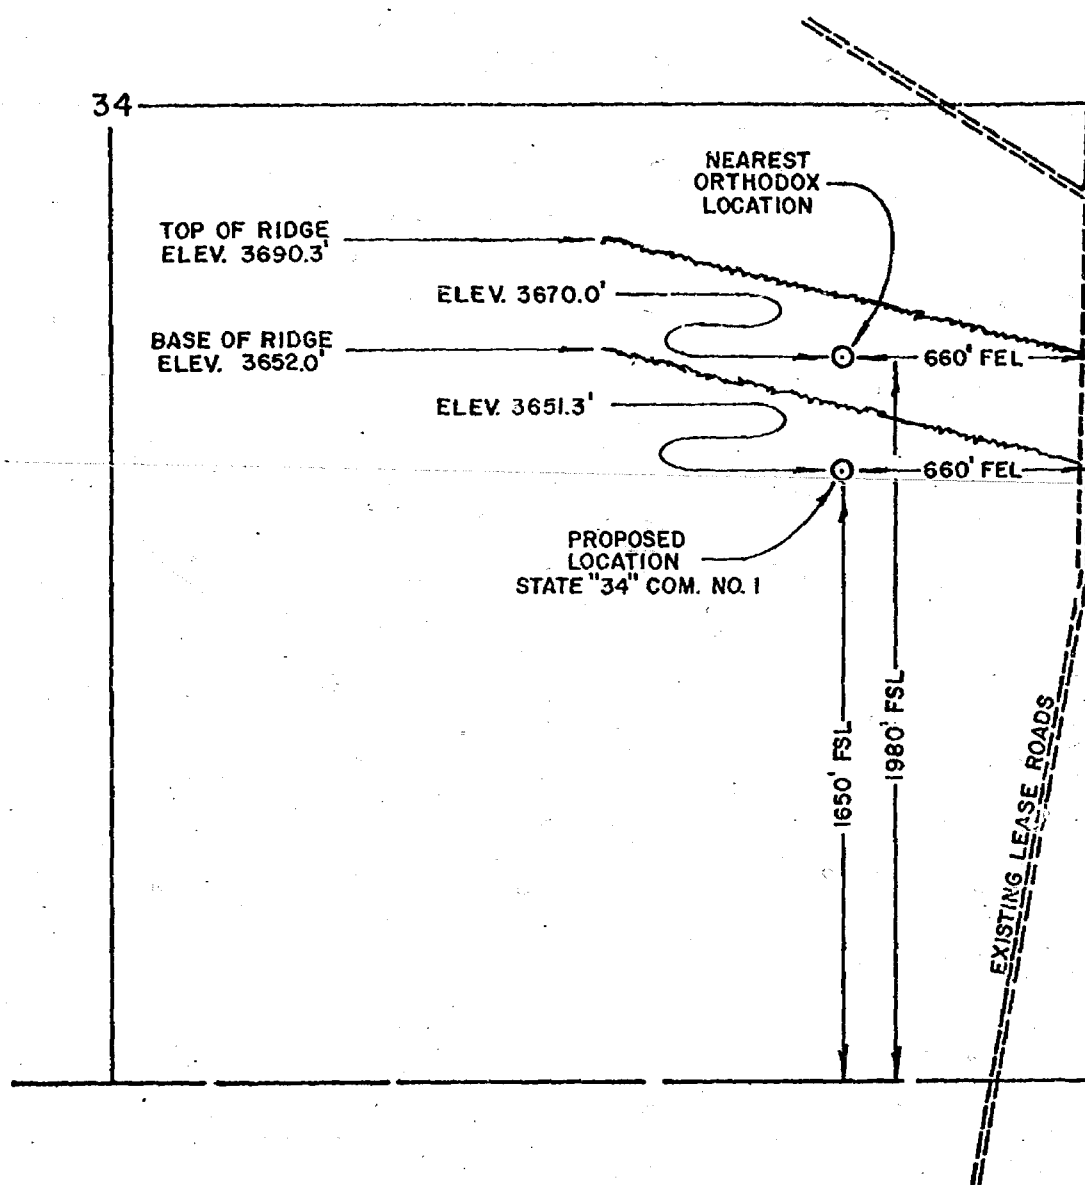 34
NEAREST
ORTHODOX
LOCATION
TOP OF RIDGE
ELEV. 3690.3'
ELEV. 3670.0'
BASE OF RIDGE
ELEV. 3652.0'
660' FEL
ELEV. 3651.3'
660' FEL
PROPOSED
LOCATION
STATE "34" COM. NO. 1
1650' FSL
1980' FSL
EXISTING LEASE ROADS